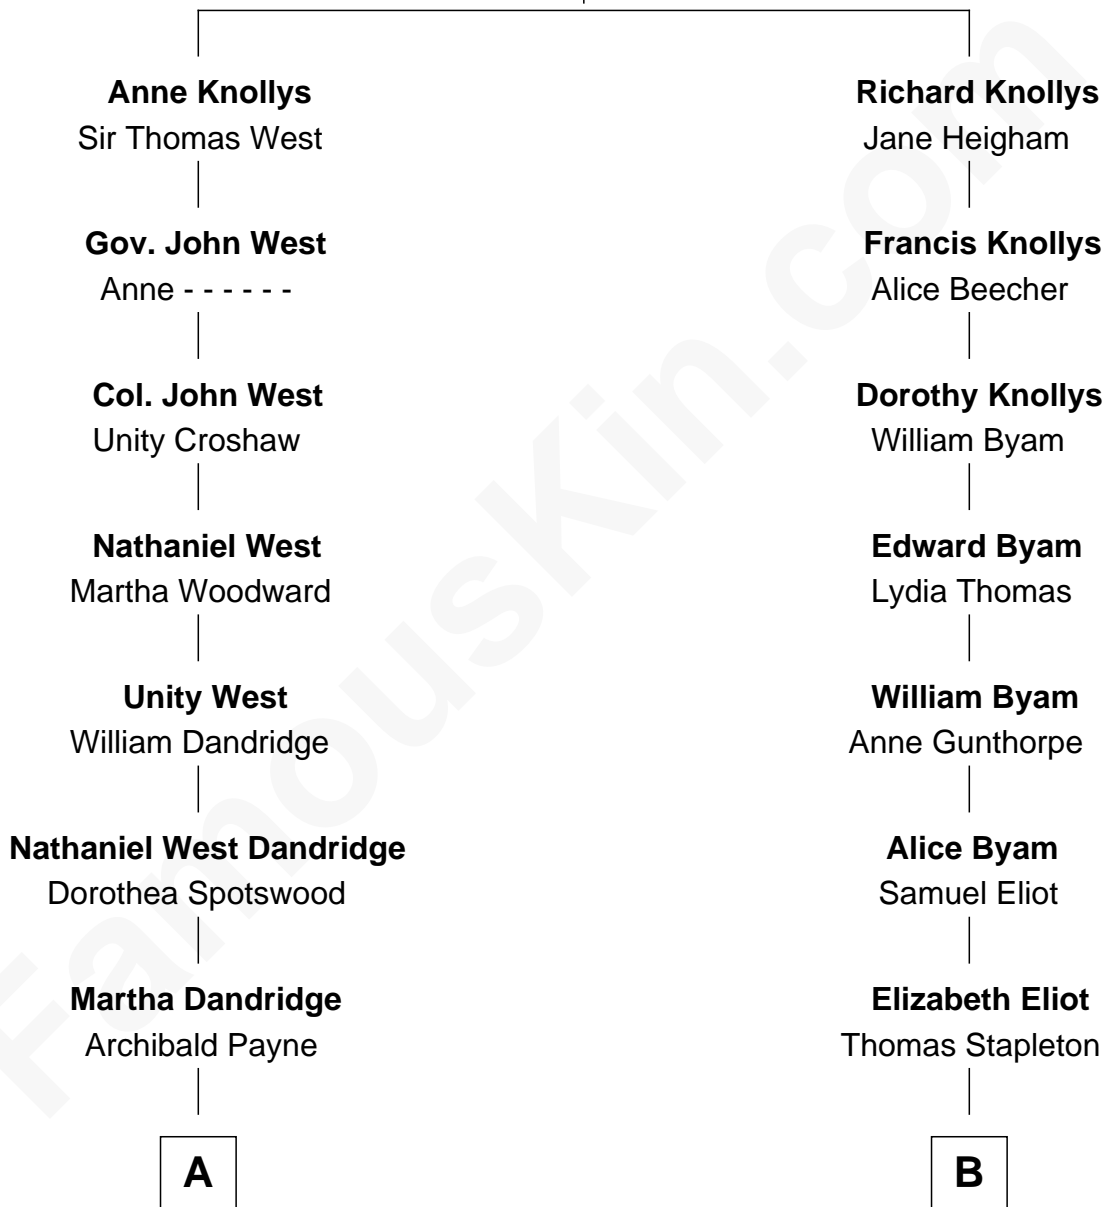 Anne Knollys
Sir Thomas West
Gov. John West
Anne - - - - - -
Col. John West
Unity Croshaw
Nathaniel West
Martha Woodward
Unity West
William Dandridge
Nathaniel West Dandridge
Dorothea Spotswood
Martha Dandridge
Archibald Payne
A
Richard Knollys
Jane Heigham
Francis Knollys
Alice Beecher
Dorothy Knollys
William Byam
Edward Byam
Lydia Thomas
William Byam
Anne Gunthorpe
Alice Byam
Samuel Eliot
Elizabeth Eliot
Thomas Stapleton
B
FamousKin.com